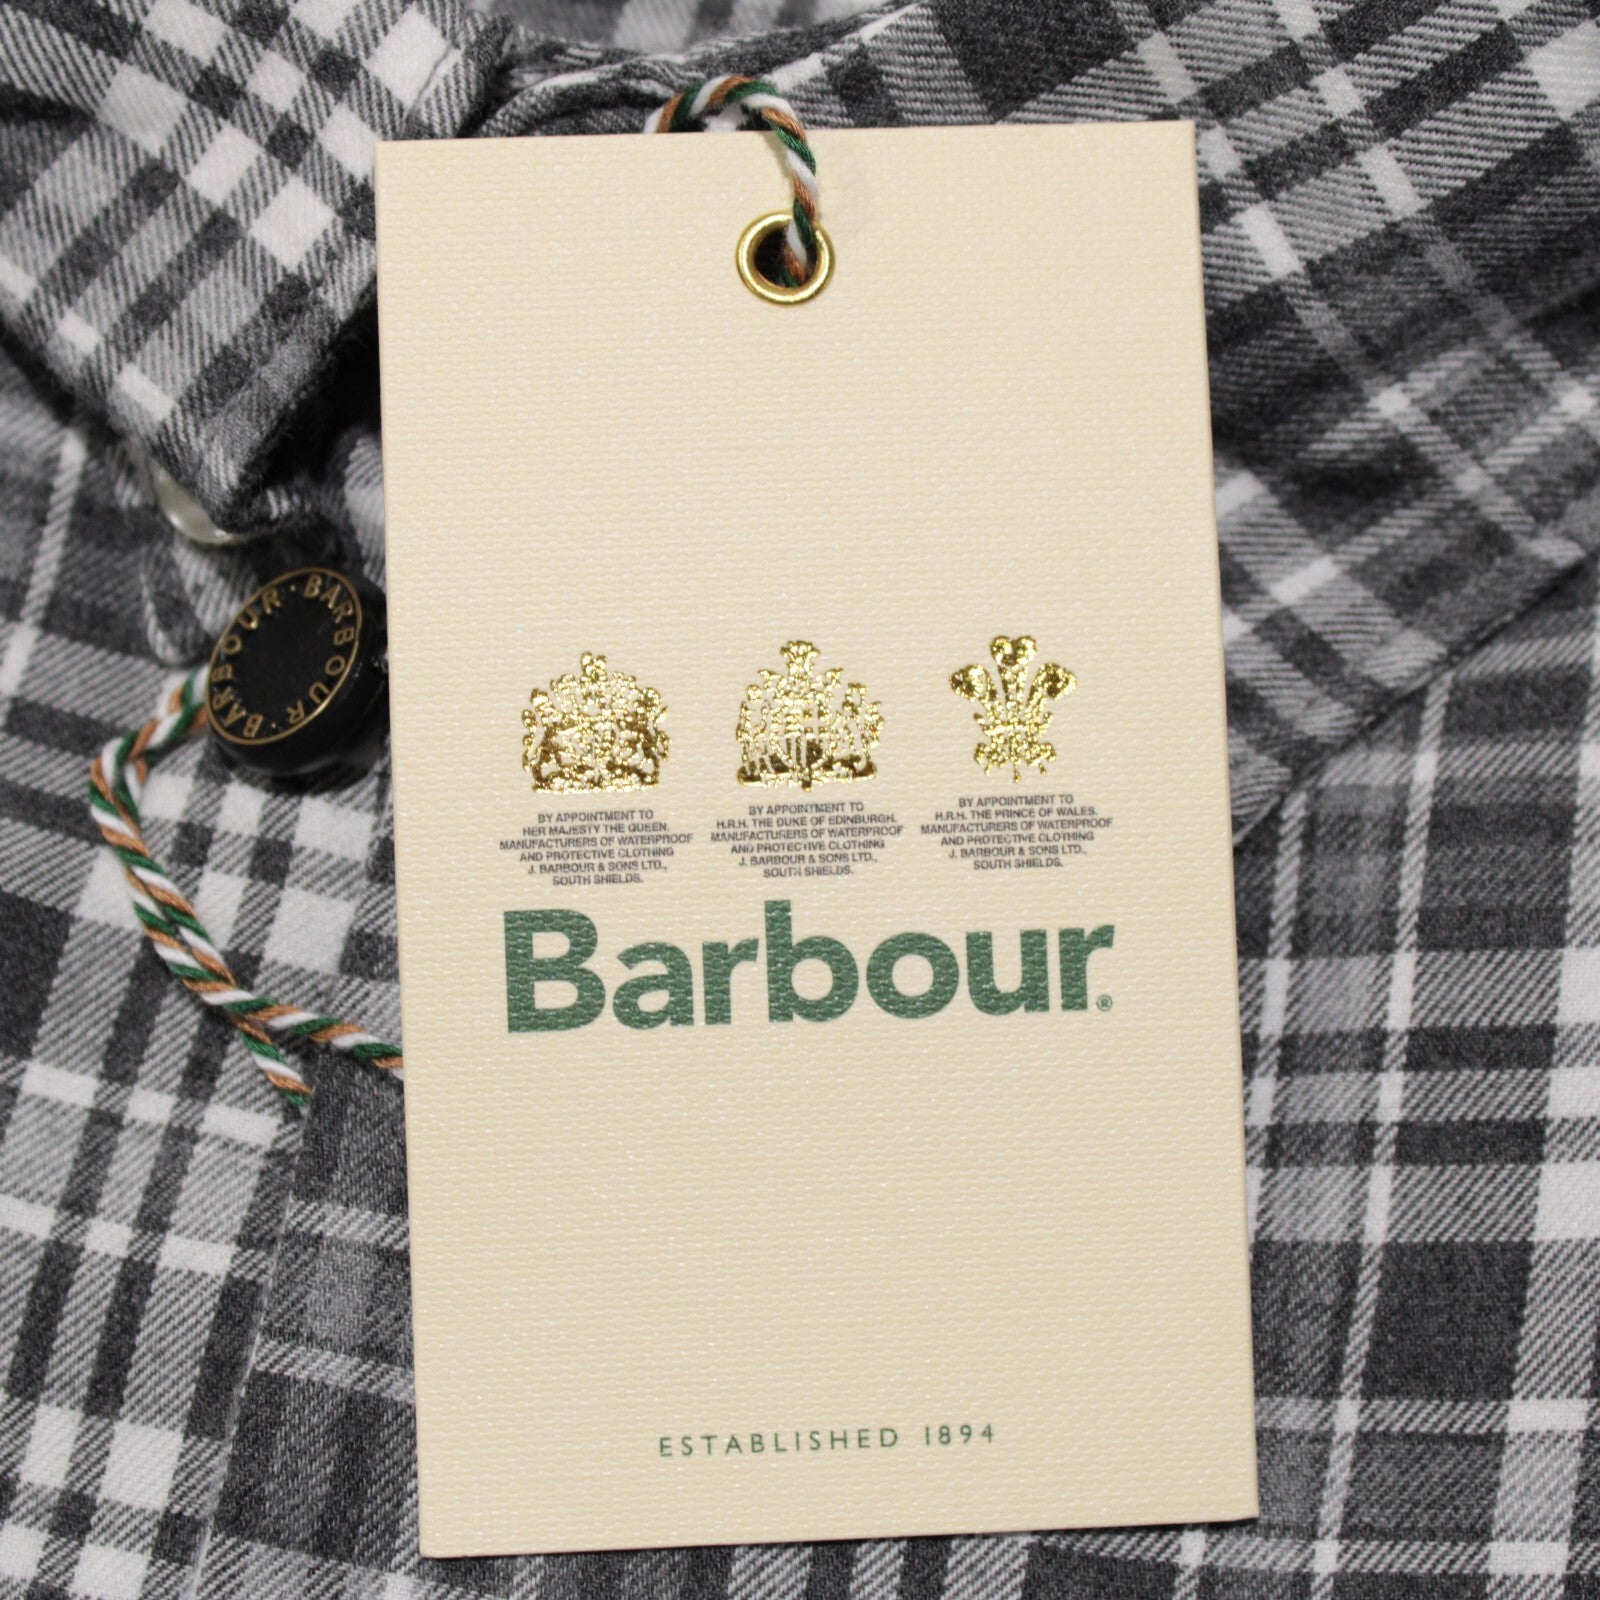 BARBOUR · BARBOUR ·
BY APPOINTMENT TO
HER MAJESTY THE QUEEN.
MANUFACTURERS OF WATERPROOF
AND PROTECTIVE CLOTHING
J. BARBOUR & SONS LTD.,
SOUTH SHIELDS.
BY APPOINTMENT TO
H.R.H. THE DUKE OF EDINBURGH.
MANUFACTURERS OF WATERPROOF
AND PROTECTIVE CLOTHING
J. BARBOUR & SONS LTD.,
SOUTH SHIELDS.
BY APPOINTMENT TO
H.R.H. THE PRINCE OF WALES.
MANUFACTURERS OF WATERPROOF
AND PROTECTIVE CLOTHING
J. BARBOUR & SONS LTD.,
SOUTH SHIELDS.
Barbour®
ESTABLISHED 1894